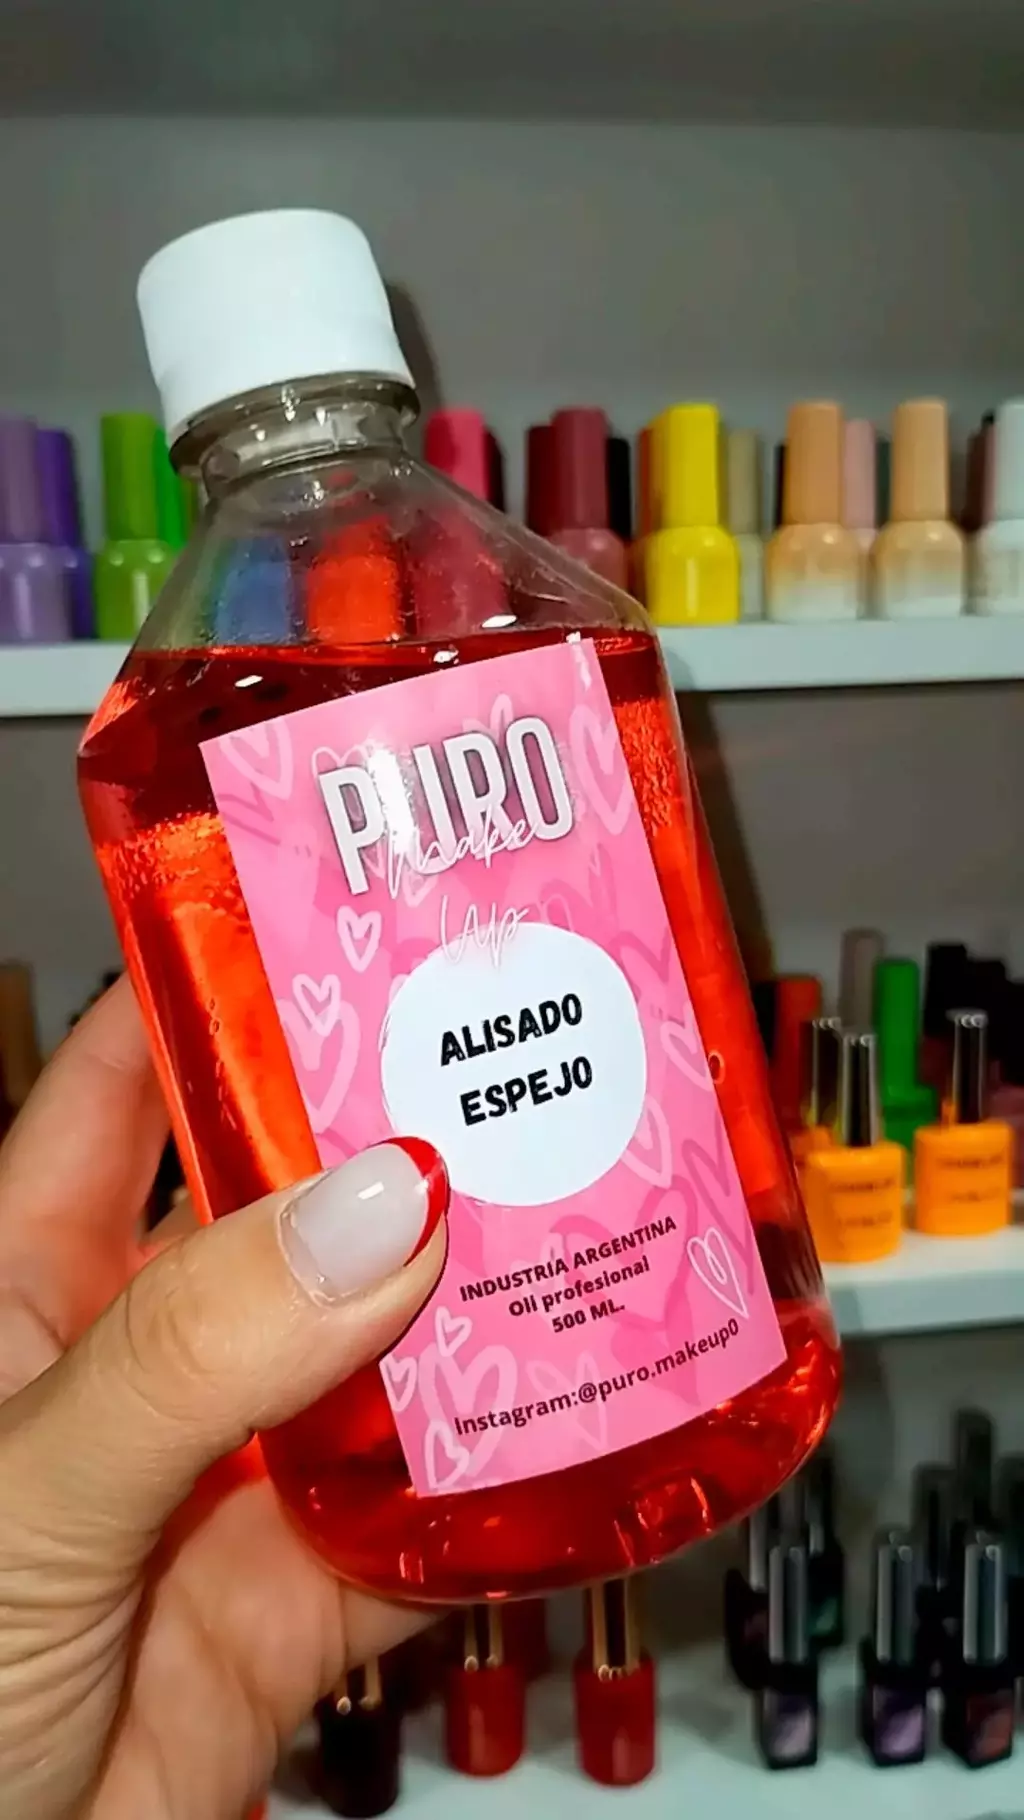 PURO
Make
Up
ALISADO
ESPEJO
INDUSTRIA ARGENTINA
Oil profesional
500 ML.
Instagram:@puro.makeup0